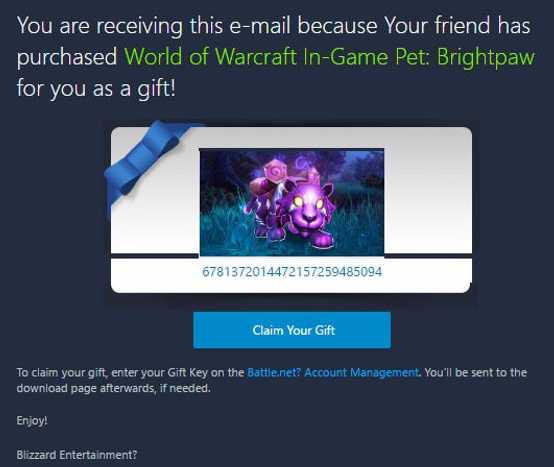 You are receiving this e-mail because Your friend has
purchased World of Warcraft In-Game Pet: Brightpaw
for you as a gift!
6781372014472157259485094
Claim Your Gift
To claim your gift, enter your Gift Key on the Battle.net? Account Management. You'll be sent to the
download page afterwards, if needed.
Enjoy!
Blizzard Entertainment?